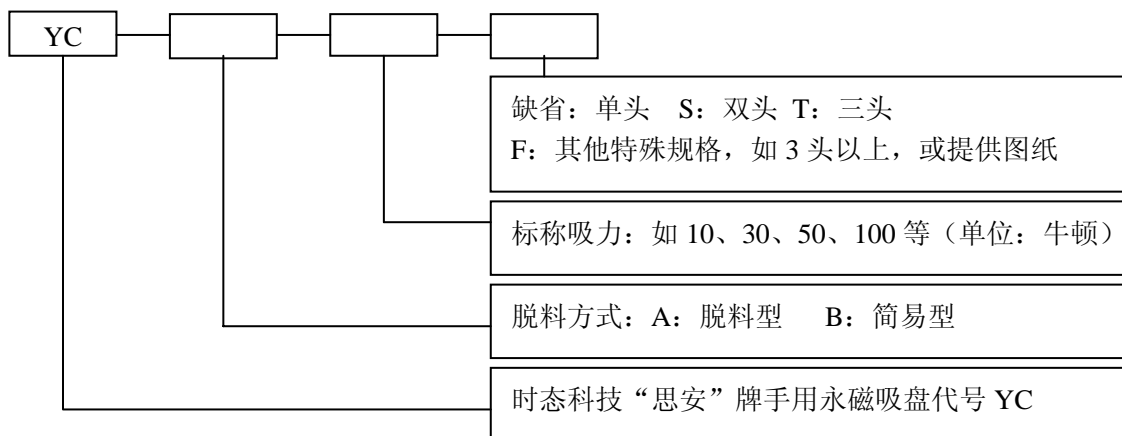 YC
缺省：单头 S：双头 T：三头
F：其他特殊规格，如 3 头以上，或提供图纸
标称吸力：如 10、30、50、100 等（单位：牛顿）
脱料方式：A：脱料型 B：简易型
时态科技“思安”牌手用永磁吸盘代号 YC